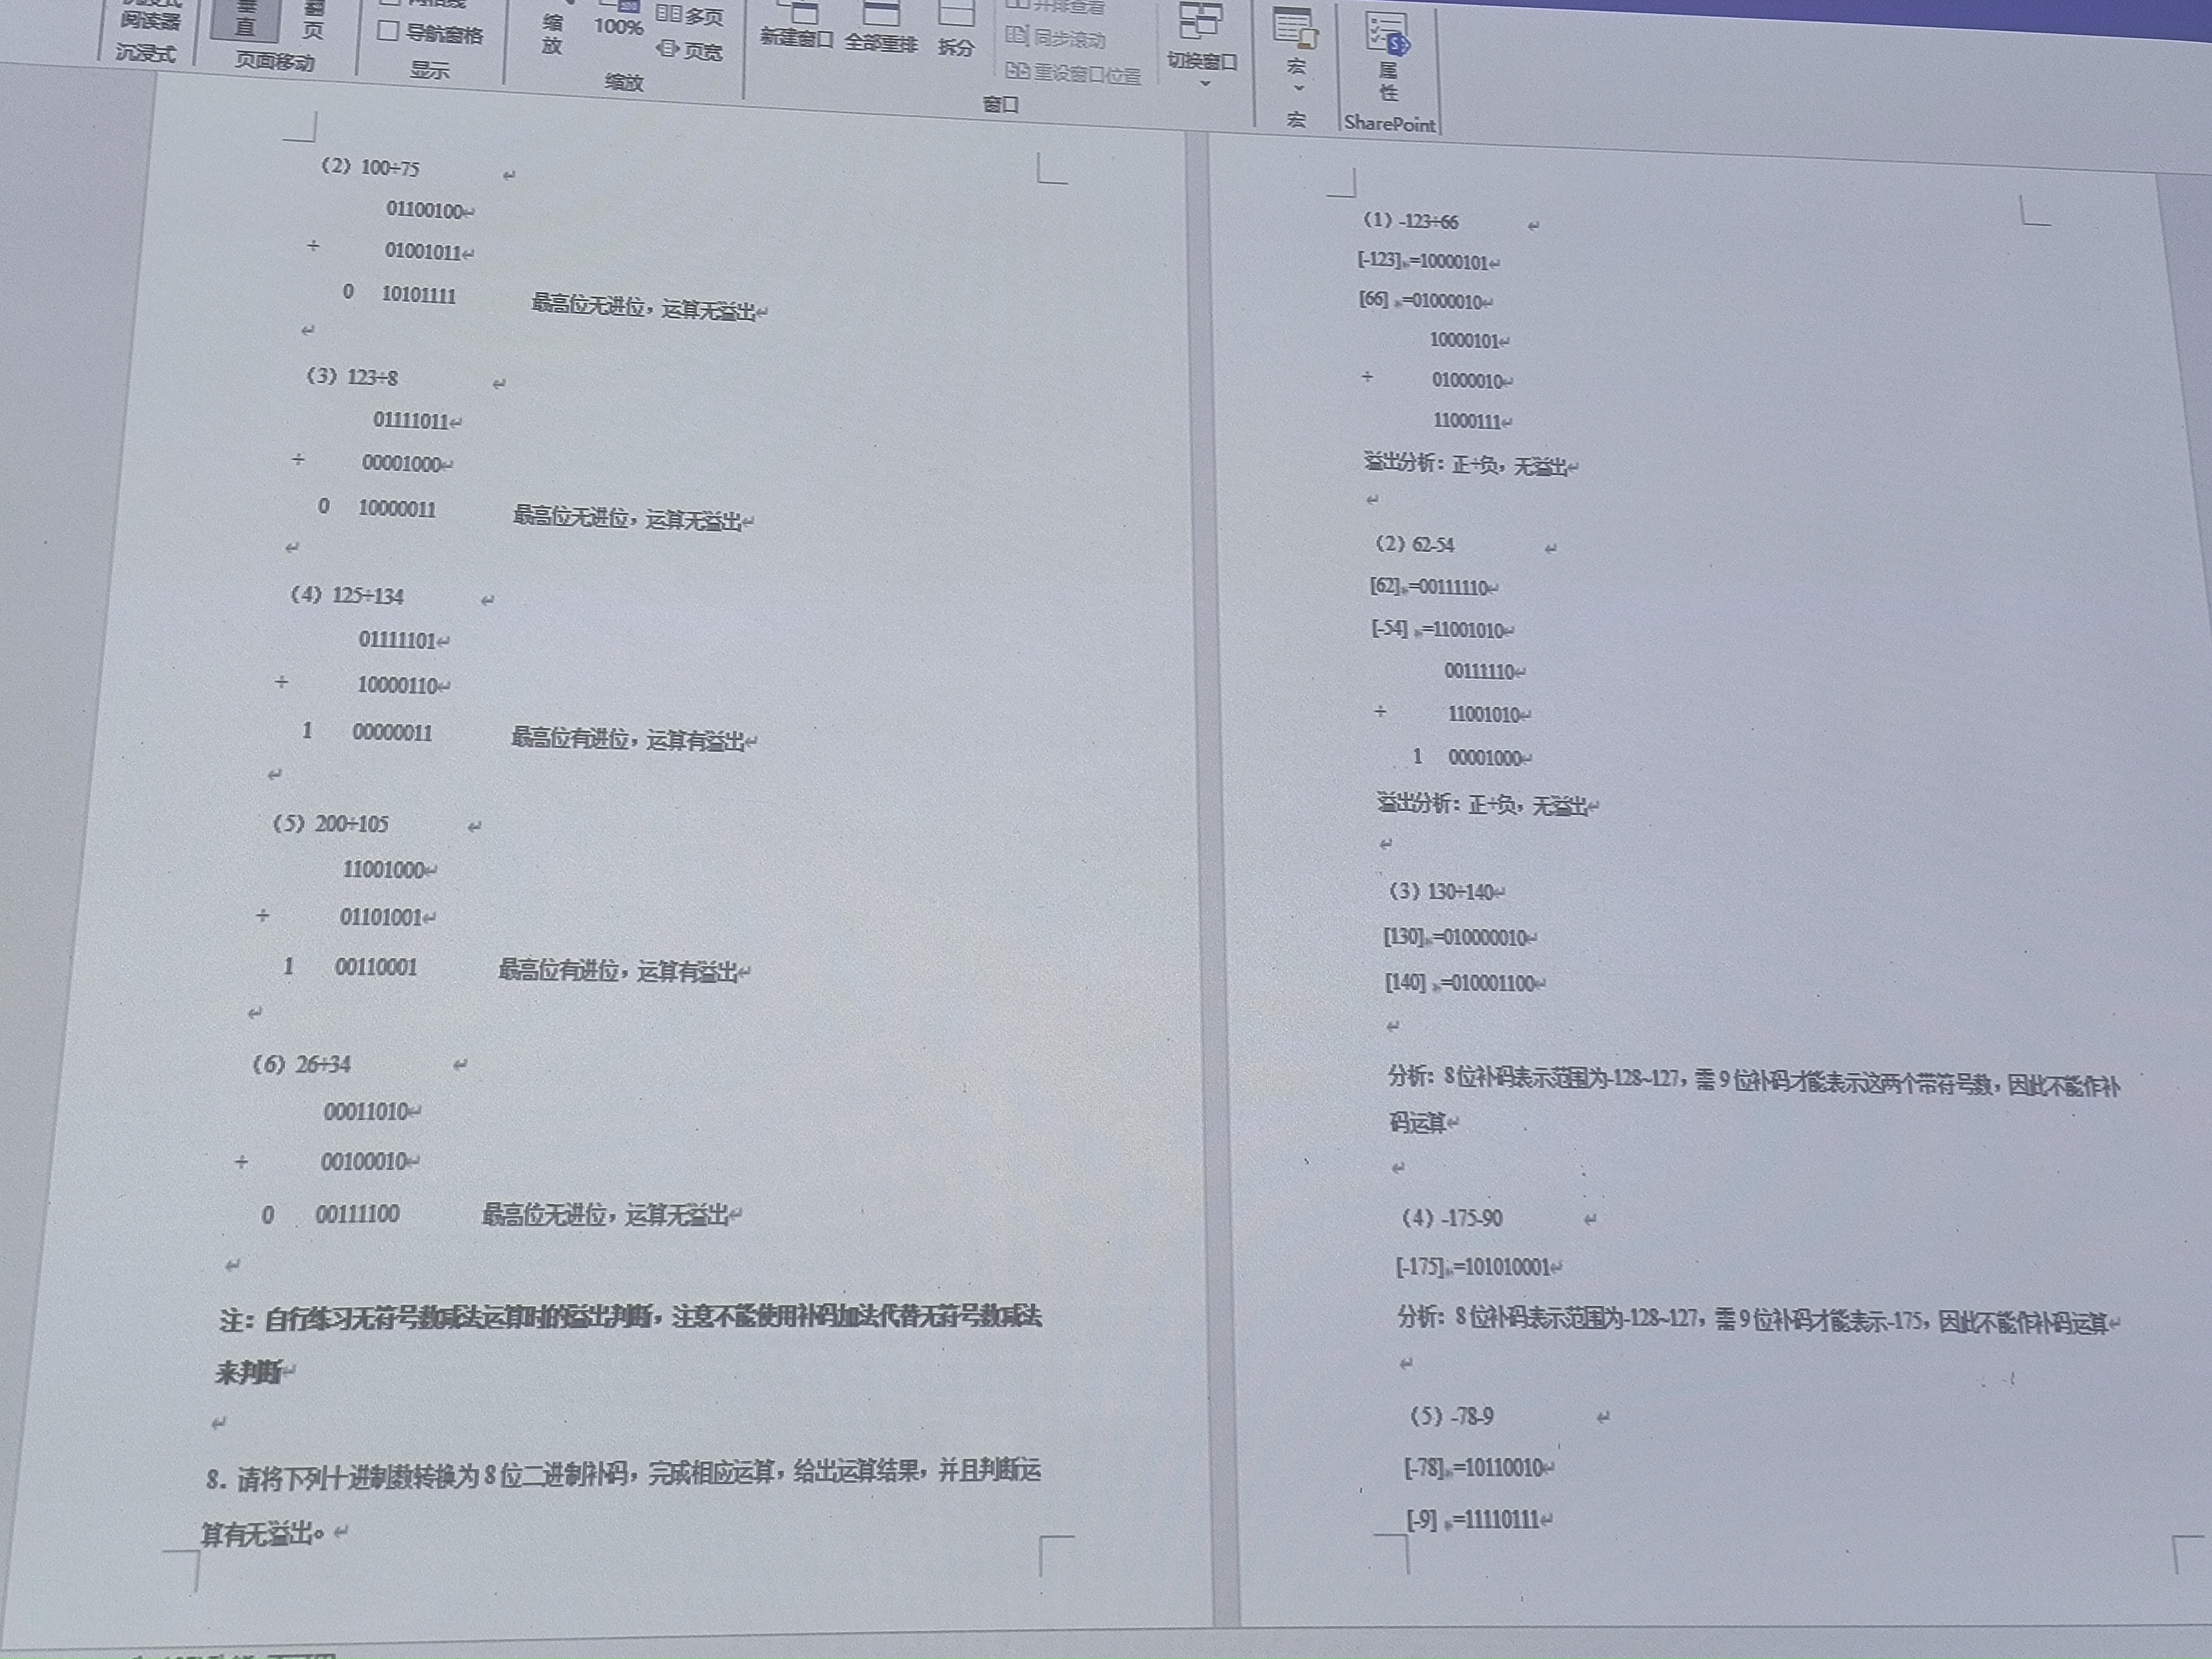 阅读器
沉浸式
垂直
翻页
页面移动
导航窗格
显示
缩放
100%
多页
页宽
缩放
新建窗口
全部重排
拆分
并排查看
同步滚动
重设窗口位置
切换窗口
窗口
宏
宏
属性
SharePoint
（2）100+75
01100100
+ 01001011
0 10101111 最高位无进位，运算无溢出
（3）123+8
01111011
+ 00001000
0 10000011 最高位无进位，运算无溢出
（4）125+134
01111101
+ 10000110
1 00000011 最高位有进位，运算有溢出
（5）200+105
11001000
+ 01101001
1 00110001 最高位有进位，运算有溢出
（6）26+34
00011010
+ 00100010
0 00111100 最高位无进位，运算无溢出
注：自行练习无符号数减法运算时的溢出判断，注意不能使用补码加法代替无符号数减法
来判断
8. 请将下列十进制数转换为 8 位二进制补码，完成相应运算，给出运算结果，并且判断运
算有无溢出。
（1）-123+66
[-123]补=10000101
[66]补=01000010
10000101
+ 01000010
11000111
溢出分析：正+负，无溢出
（2）62-54
[62]补=00111110
[-54]补=11001010
00111110
+ 11001010
1 00001000
溢出分析：正+负，无溢出
（3）130+140
[130]补=010000010
[140]补=010001100
分析：8 位补码表示范围为-128~127，需 9 位补码才能表示这两个带符号数，因此不能作补
码运算
（4）-175-90
[-175]补=101010001
分析：8 位补码表示范围为-128~127，需 9 位补码才能表示-175，因此不能作补码运算
（5）-78-9
[-78]补=10110010
[-9]补=11110111